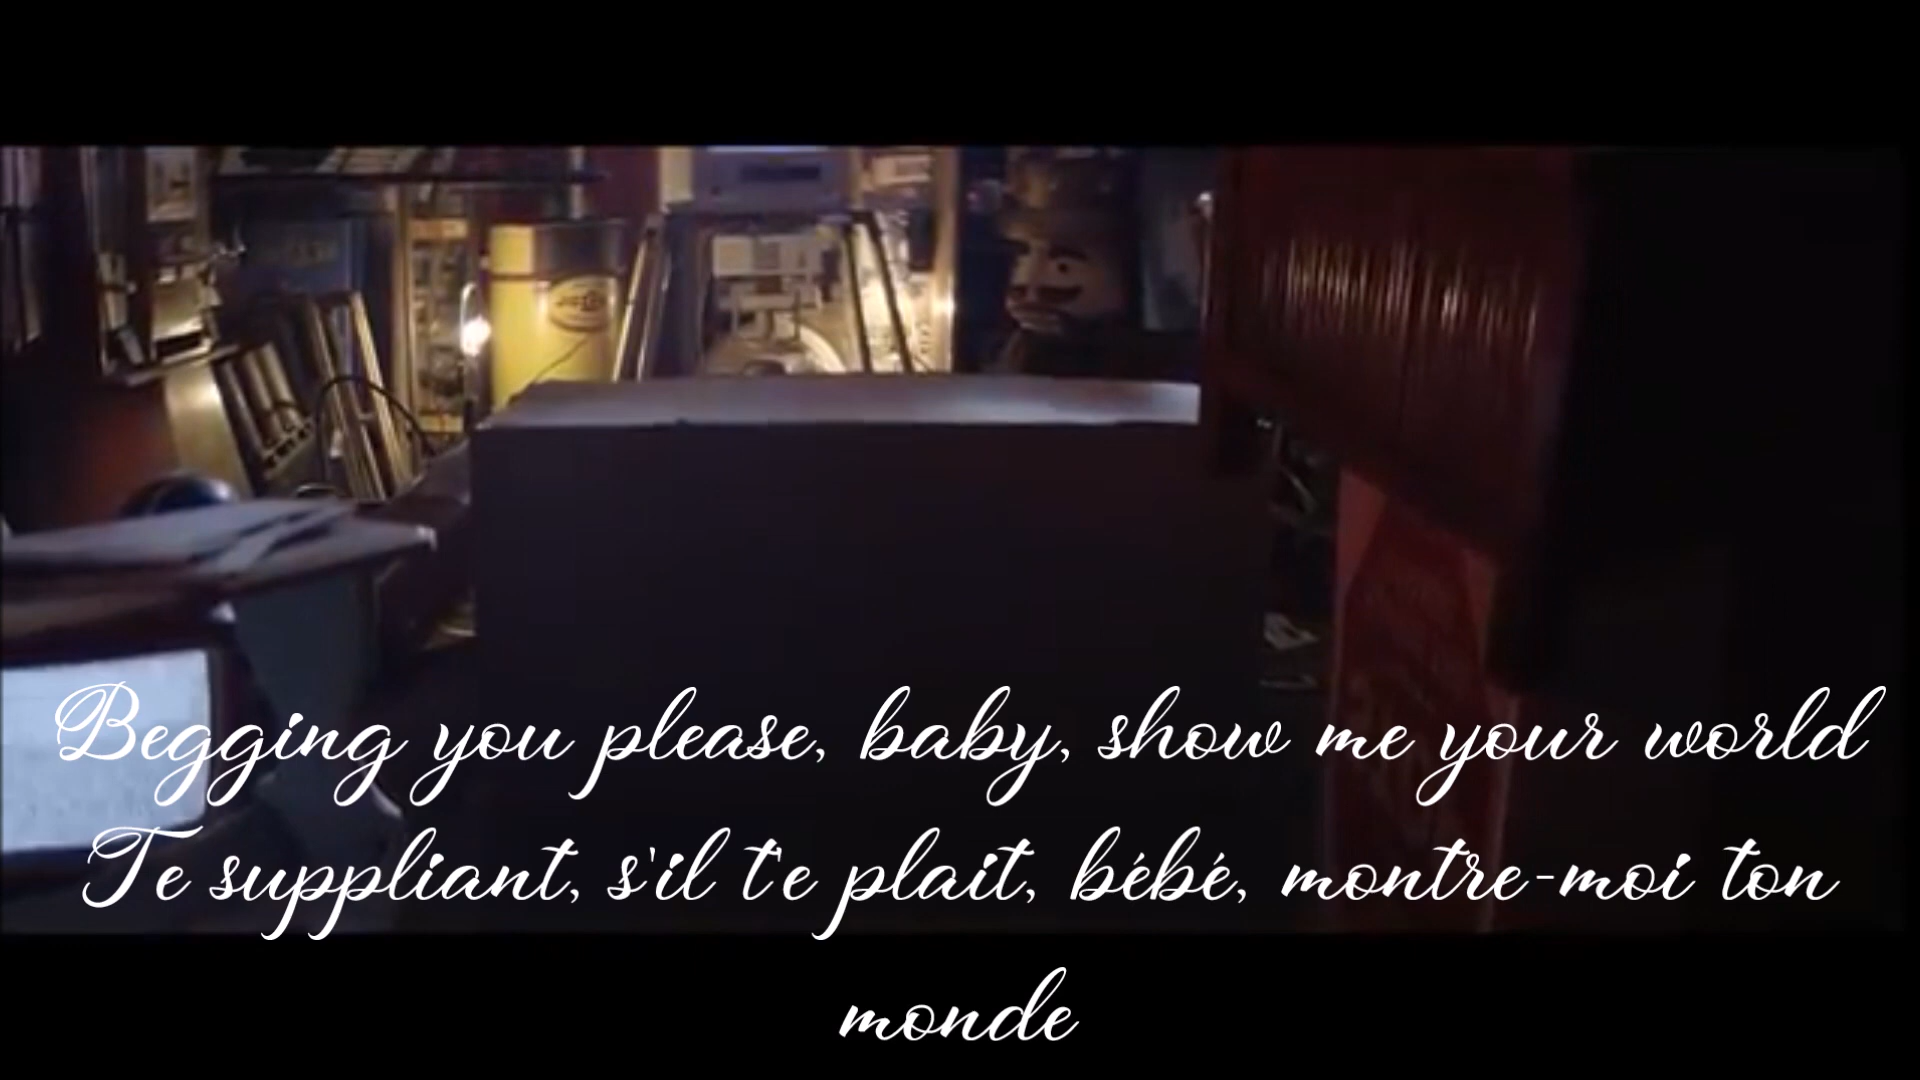 Begging you please, baby, show me your world
Te suppliant, s'il t'e plait, bébé, montre-moi ton
monde